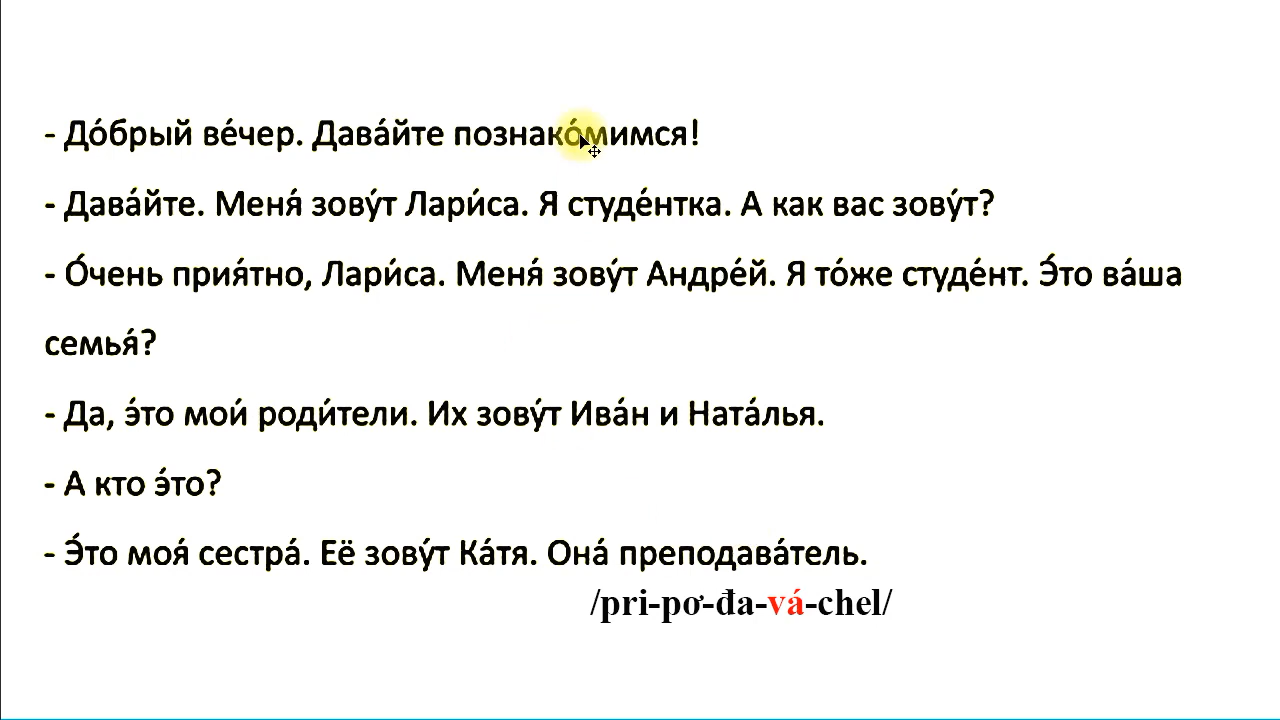 - До́брый ве́чер. Дава́йте познако́мимся!
- Дава́йте. Меня́ зову́т Лари́са. Я студе́нтка. А как вас зову́т?
- О́чень прия́тно, Лари́са. Меня́ зову́т Андре́й. Я то́же студе́нт. Э́то ва́ша
семья́?
- Да, э́то мои́ роди́тели. Их зову́т Ива́н и Ната́лья.
- А кто э́то?
- Э́то моя́ сестра́. Её зову́т Ка́тя. Она́ преподава́тель.
/pri-pơ-đa-vá-chel/